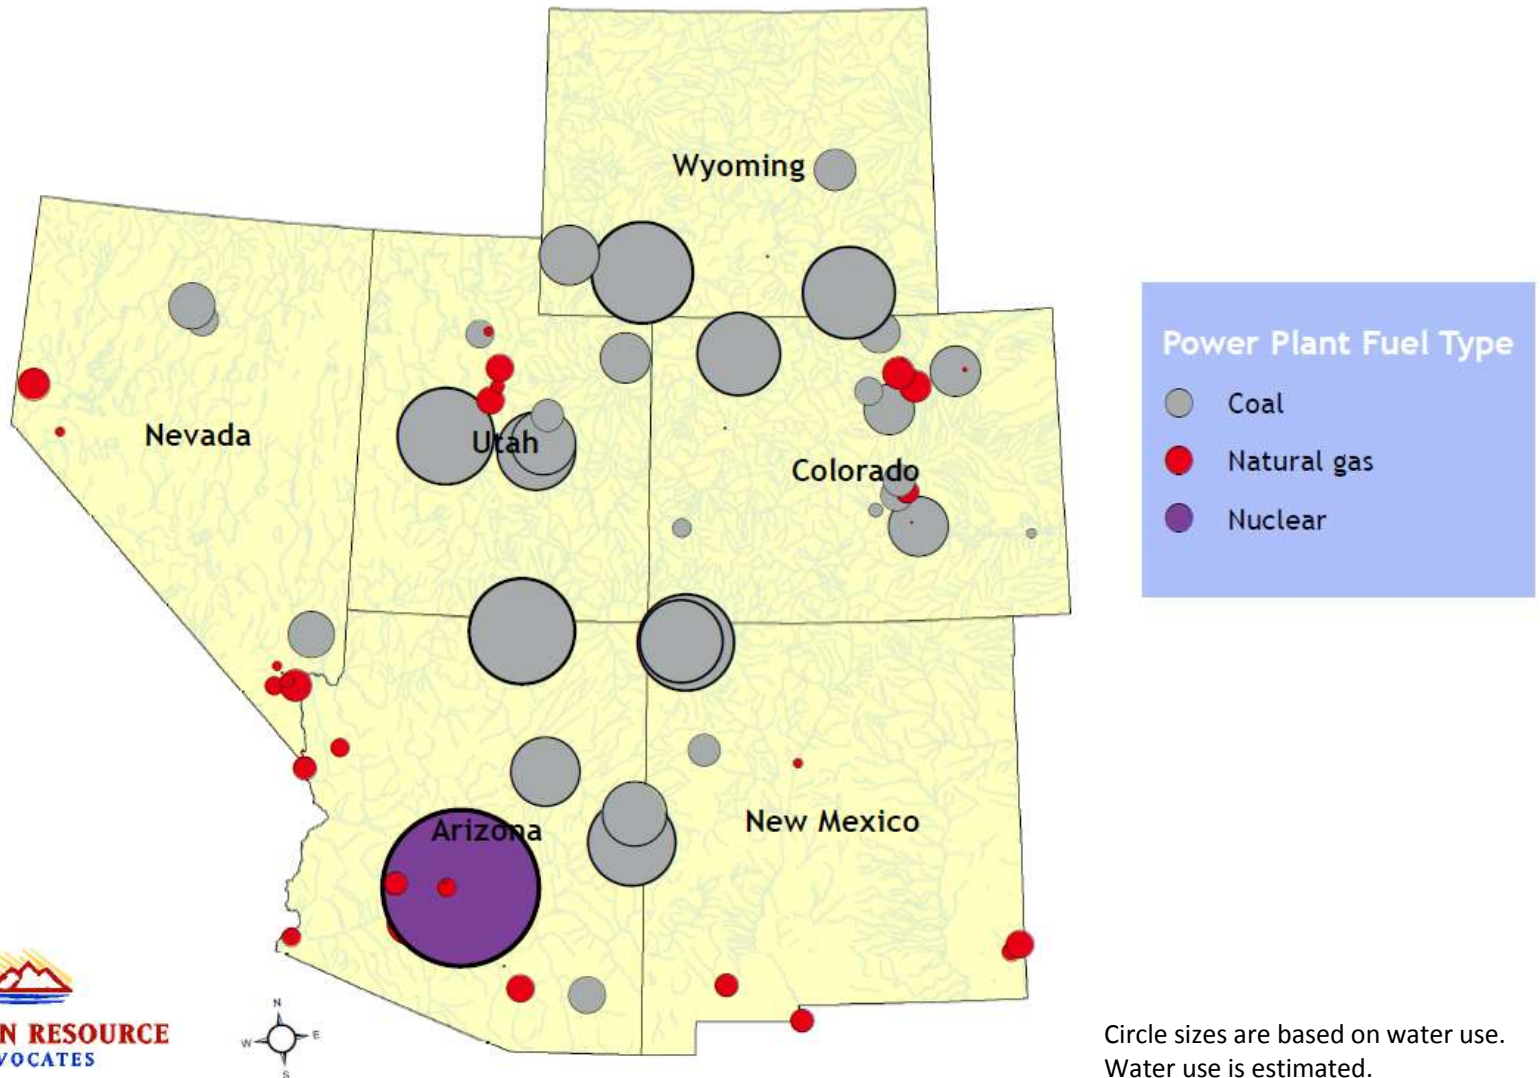 Wyoming
Nevada
Utah
Colorado
Arizona
New Mexico
Power Plant Fuel Type
Coal
Natural gas
Nuclear
N
W
E
S
N RESOURCE
VOCATES
Circle sizes are based on water use.
Water use is estimated.